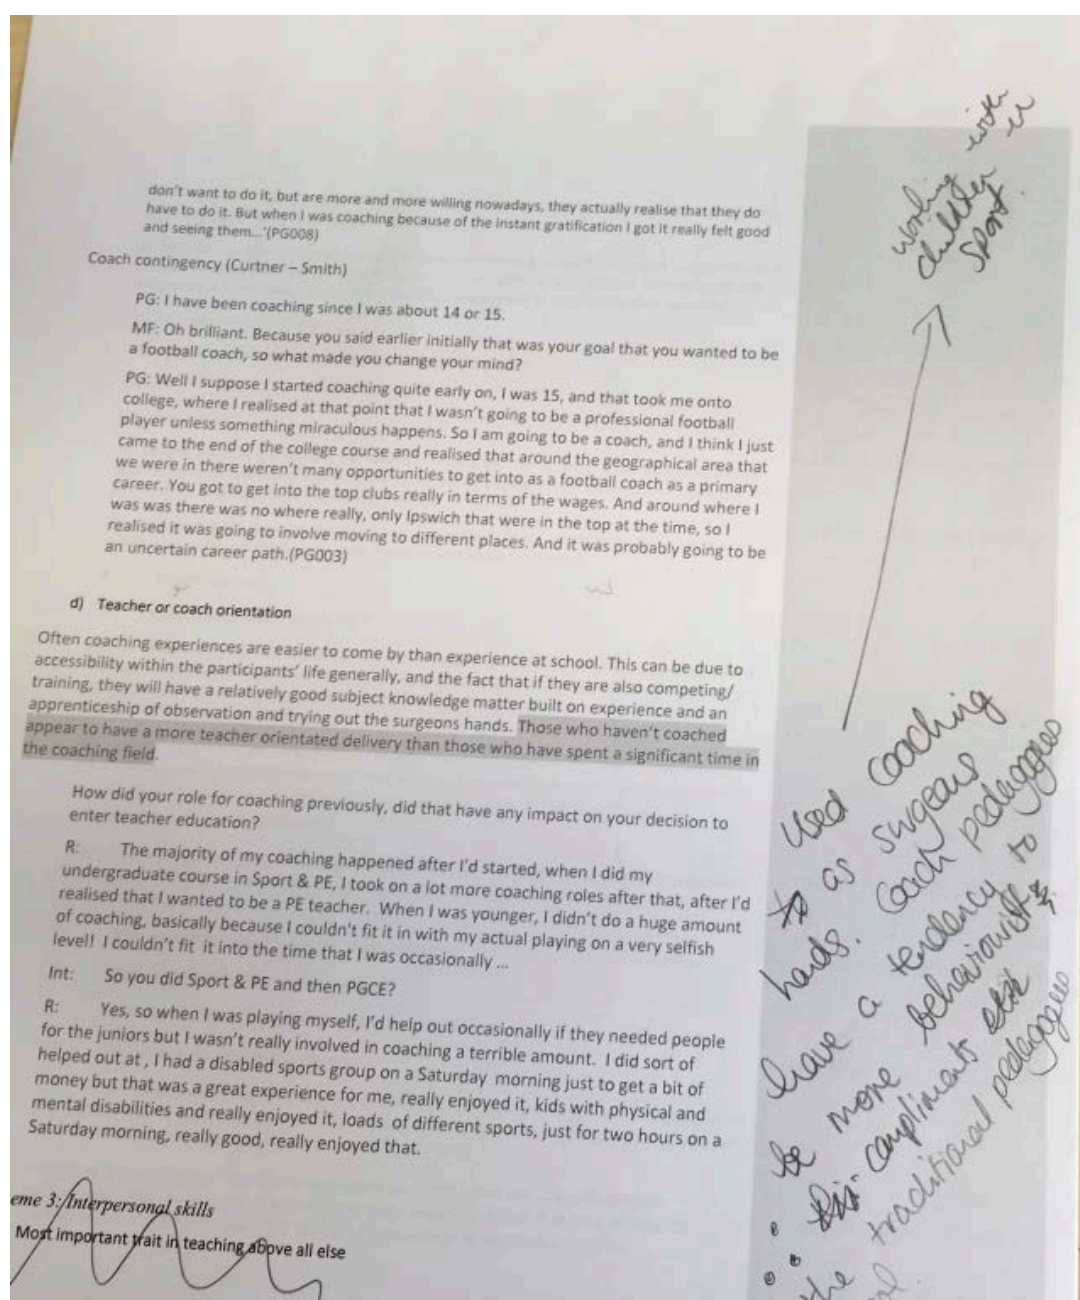 don't want to do it, but are more and more willing nowadays, they actually realise that they do
have to do it. But when I was coaching because of the instant gratification I got it really felt good
and seeing them...'(PG008)
Coach contingency (Curtner – Smith)
PG: I have been coaching since I was about 14 or 15.
MF: Oh brilliant. Because you said earlier initially that was your goal that you wanted to be
a football coach, so what made you change your mind?
PG: Well I suppose I started coaching quite early on, I was 15, and that took me onto
college, where I realised at that point that I wasn't going to be a professional football
player unless something miraculous happens. So I am going to be a coach, and I think I just
came to the end of the college course and realised that around the geographical area that
we were in there weren't many opportunities to get into as a football coach as a primary
career. You got to get into the top clubs really in terms of the wages. And around where I
was was there was no where really, only Ipswich that were in the top at the time, so I
realised it was going to involve moving to different places. And it was probably going to be
an uncertain career path.(PG003)
d) Teacher or coach orientation
Often coaching experiences are easier to come by than experience at school. This can be due to
accessibility within the participants' life generally, and the fact that if they are also competing/
training, they will have a relatively good subject knowledge matter built on experience and an
apprenticeship of observation and trying out the surgeons hands. Those who haven't coached
appear to have a more teacher orientated delivery than those who have spent a significant time in
the coaching field.
How did your role for coaching previously, did that have any impact on your decision to
enter teacher education?
R: The majority of my coaching happened after I'd started, when I did my
undergraduate course in Sport & PE, I took on a lot more coaching roles after that, after I'd
realised that I wanted to be a PE teacher. When I was younger, I didn't do a huge amount
of coaching, basically because I couldn't fit it in with my actual playing on a very selfish
level! I couldn't fit it into the time that I was occasionally ...
Int: So you did Sport & PE and then PGCE?
R: Yes, so when I was playing myself, I'd help out occasionally if they needed people
for the juniors but I wasn't really involved in coaching a terrible amount. I did sort of
helped out at , I had a disabled sports group on a Saturday morning just to get a bit of
money but that was a great experience for me, really enjoyed it, kids with physical and
mental disabilities and really enjoyed it, loads of different sports, just for two hours on a
Saturday morning, really good, really enjoyed that.
eme 3: Interpersonal skills
Most important trait in teaching above all else
working with
children in
sport.
used coaching
as surgeons
hands. Coach pedagogies
have a tendency to
be more behaviourist
compliments
the traditional pedagogies